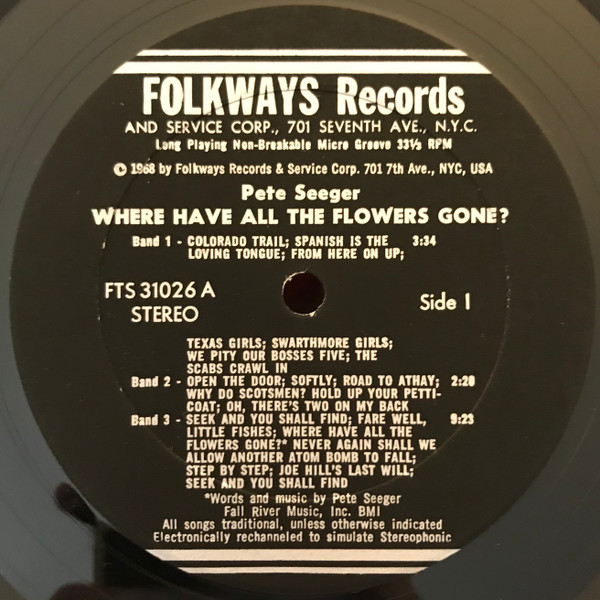 FOLKWAYS Records
AND SERVICE CORP., 701 SEVENTH AVE., N.Y.C.
Long Playing Non-Breakable Micro Groove 33⅓ RPM
© 1968 by Folkways Records & Service Corp. 701 7th Ave., NYC, USA
Pete Seeger
WHERE HAVE ALL THE FLOWERS GONE?
Band 1 - COLORADO TRAIL; SPANISH IS THE 3:34
LOVING TONGUE; FROM HERE ON UP;
FTS 31026 A
STEREO
Side 1
TEXAS GIRLS; SWARTHMORE GIRLS;
WE PITY OUR BOSSES FIVE; THE
SCABS CRAWL IN
Band 2 - OPEN THE DOOR; SOFTLY; ROAD TO ATHAY; 2:20
WHY DO SCOTSMEN? HOLD UP YOUR PETTI-
COAT; OH, THERE'S TWO ON MY BACK
Band 3 - SEEK AND YOU SHALL FIND; FARE WELL, 9:23
LITTLE FISHES; WHERE HAVE ALL THE
FLOWERS GONE?* NEVER AGAIN SHALL WE
ALLOW ANOTHER ATOM BOMB TO FALL;
STEP BY STEP; JOE HILL'S LAST WILL;
SEEK AND YOU SHALL FIND
*Words and music by Pete Seeger
Fall River Music, Inc. BMI
All songs traditional, unless otherwise indicated
Electronically rechanneled to simulate Stereophonic